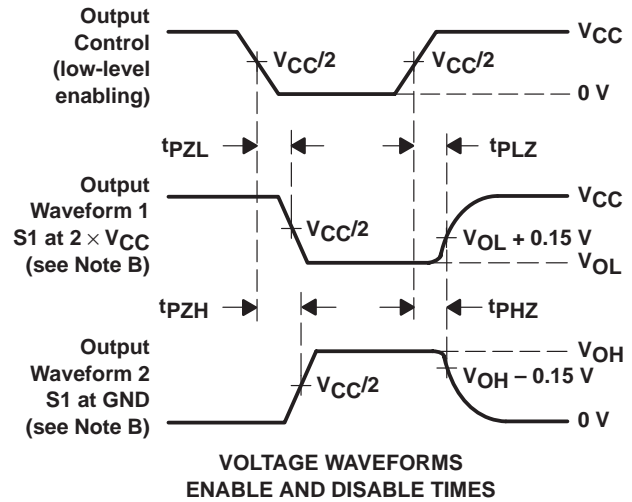 Output
Control
(low-level
enabling)
VCC/2
VCC/2
VCC
0 V
tPZL
tPLZ
Output
Waveform 1
S1 at 2 × VCC
(see Note B)
VCC/2
VCC
VOL + 0.15 V
VOL
tPZH
tPHZ
Output
Waveform 2
S1 at GND
(see Note B)
VCC/2
VOH
VOH – 0.15 V
0 V
VOLTAGE WAVEFORMS
ENABLE AND DISABLE TIMES